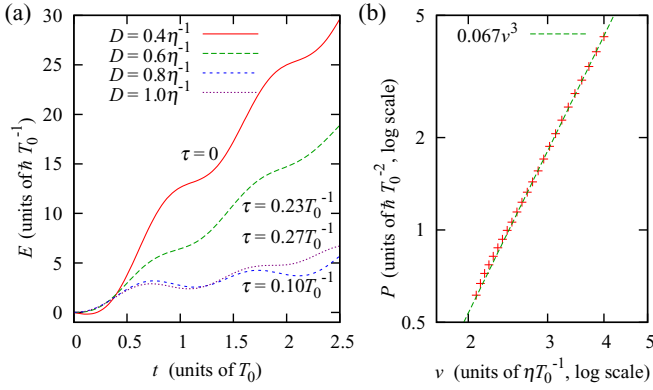 (a)
D = 0.4η⁻¹
D = 0.6η⁻¹
D = 0.8η⁻¹
D = 1.0η⁻¹
τ = 0
τ = 0.23T₀⁻¹
τ = 0.27T₀⁻¹
τ = 0.10T₀⁻¹
E (units of ℏ T₀⁻¹)
30
25
20
15
10
5
0
0 0.5 1 1.5 2 2.5
t (units of T₀)
(b)
0.067v³
P (units of ℏ T₀⁻², log scale)
5
2
1
0.5
2 3 4 5
v (units of ηT₀⁻¹, log scale)